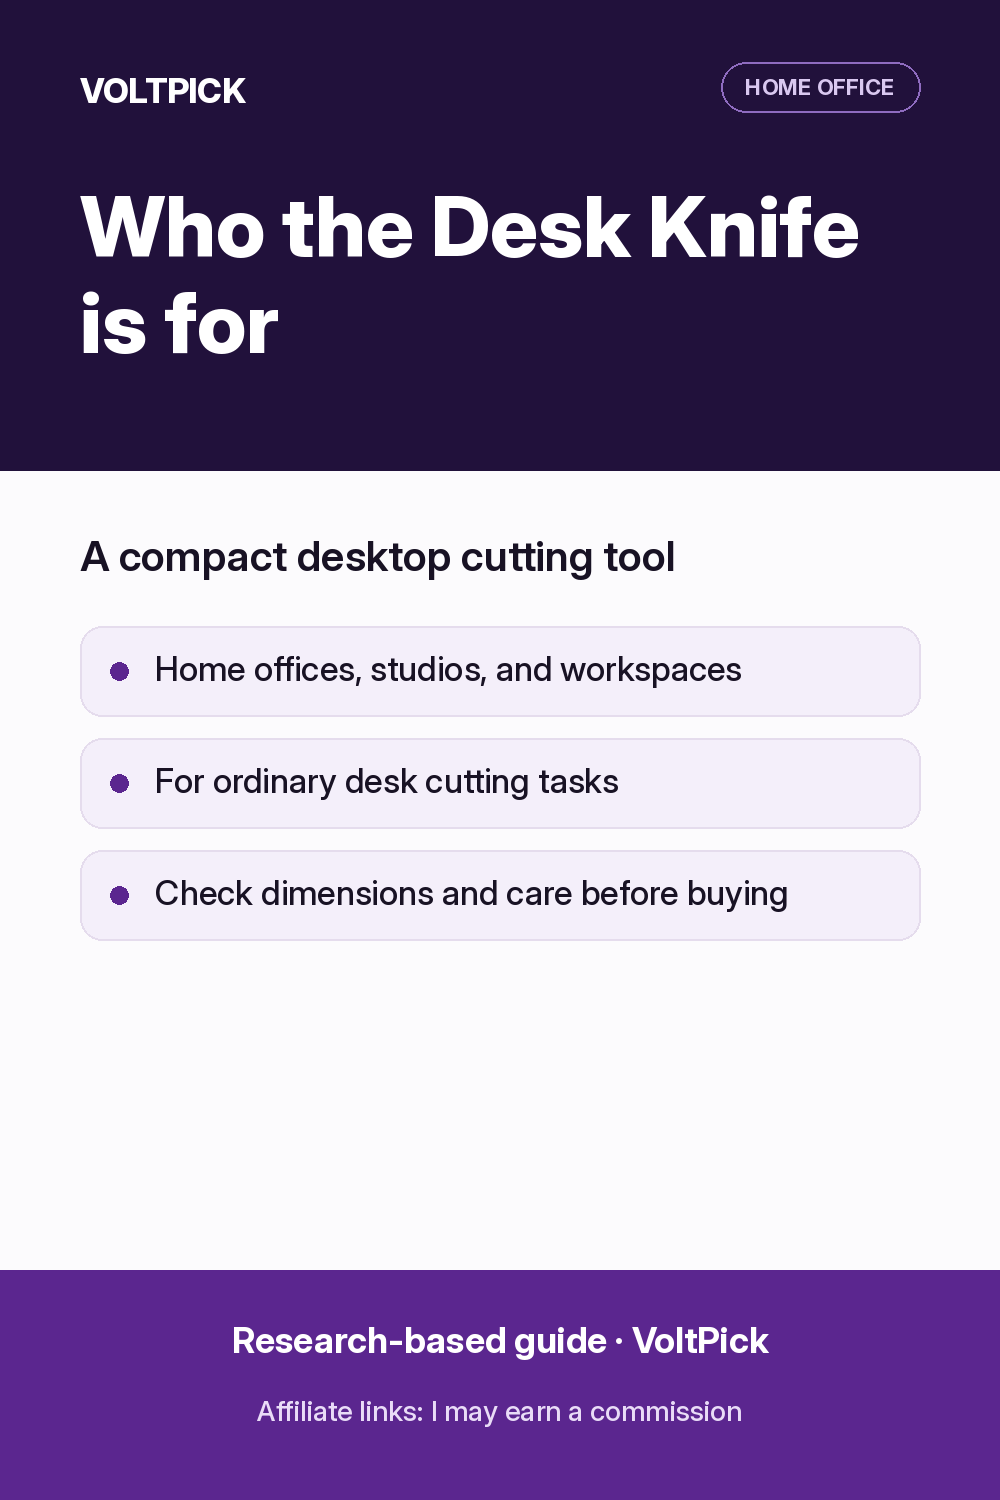 VOLTPICK
HOME OFFICE
Who the Desk Knife
is for
A compact desktop cutting tool
Home offices, studios, and workspaces
For ordinary desk cutting tasks
Check dimensions and care before buying
Research-based guide · VoltPick
Affiliate links: I may earn a commission